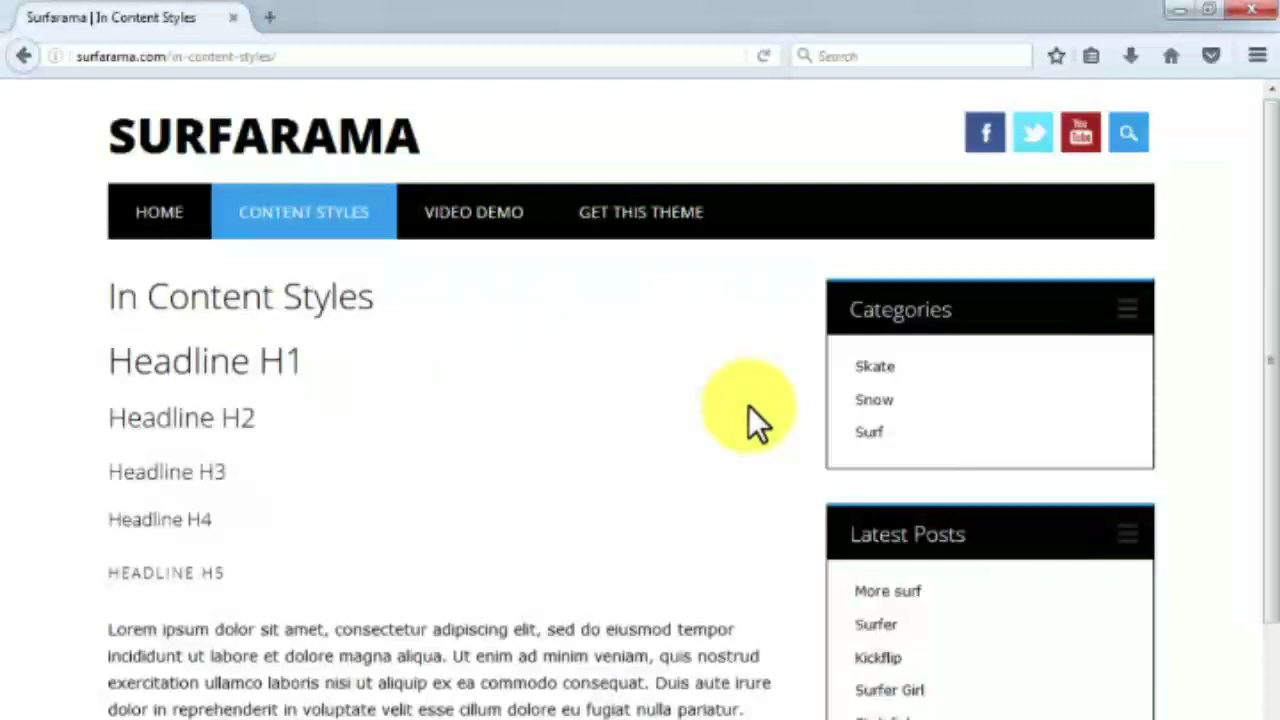 Surfarama | In Content Styles
surfarama.com/in-content-styles/
Search
SURFARAMA
You
Tube
HOME
CONTENT STYLES
VIDEO DEMO
GET THIS THEME
In Content Styles
Headline H1
Headline H2
Headline H3
Headline H4
HEADLINE H5
Lorem ipsum dolor sit amet, consectetur adipiscing elit, sed do eiusmod tempor
incididunt ut labore et dolore magna aliqua. Ut enim ad minim veniam, quis nostrud
exercitation ullamco laboris nisi ut aliquip ex ea commodo consequat. Duis aute irure
dolor in reprehenderit in voluptate velit esse cillum dolore eu fugiat nulla pariatur.
Categories
Skate
Snow
Surf
Latest Posts
More surf
Surfer
Kickflip
Surfer Girl